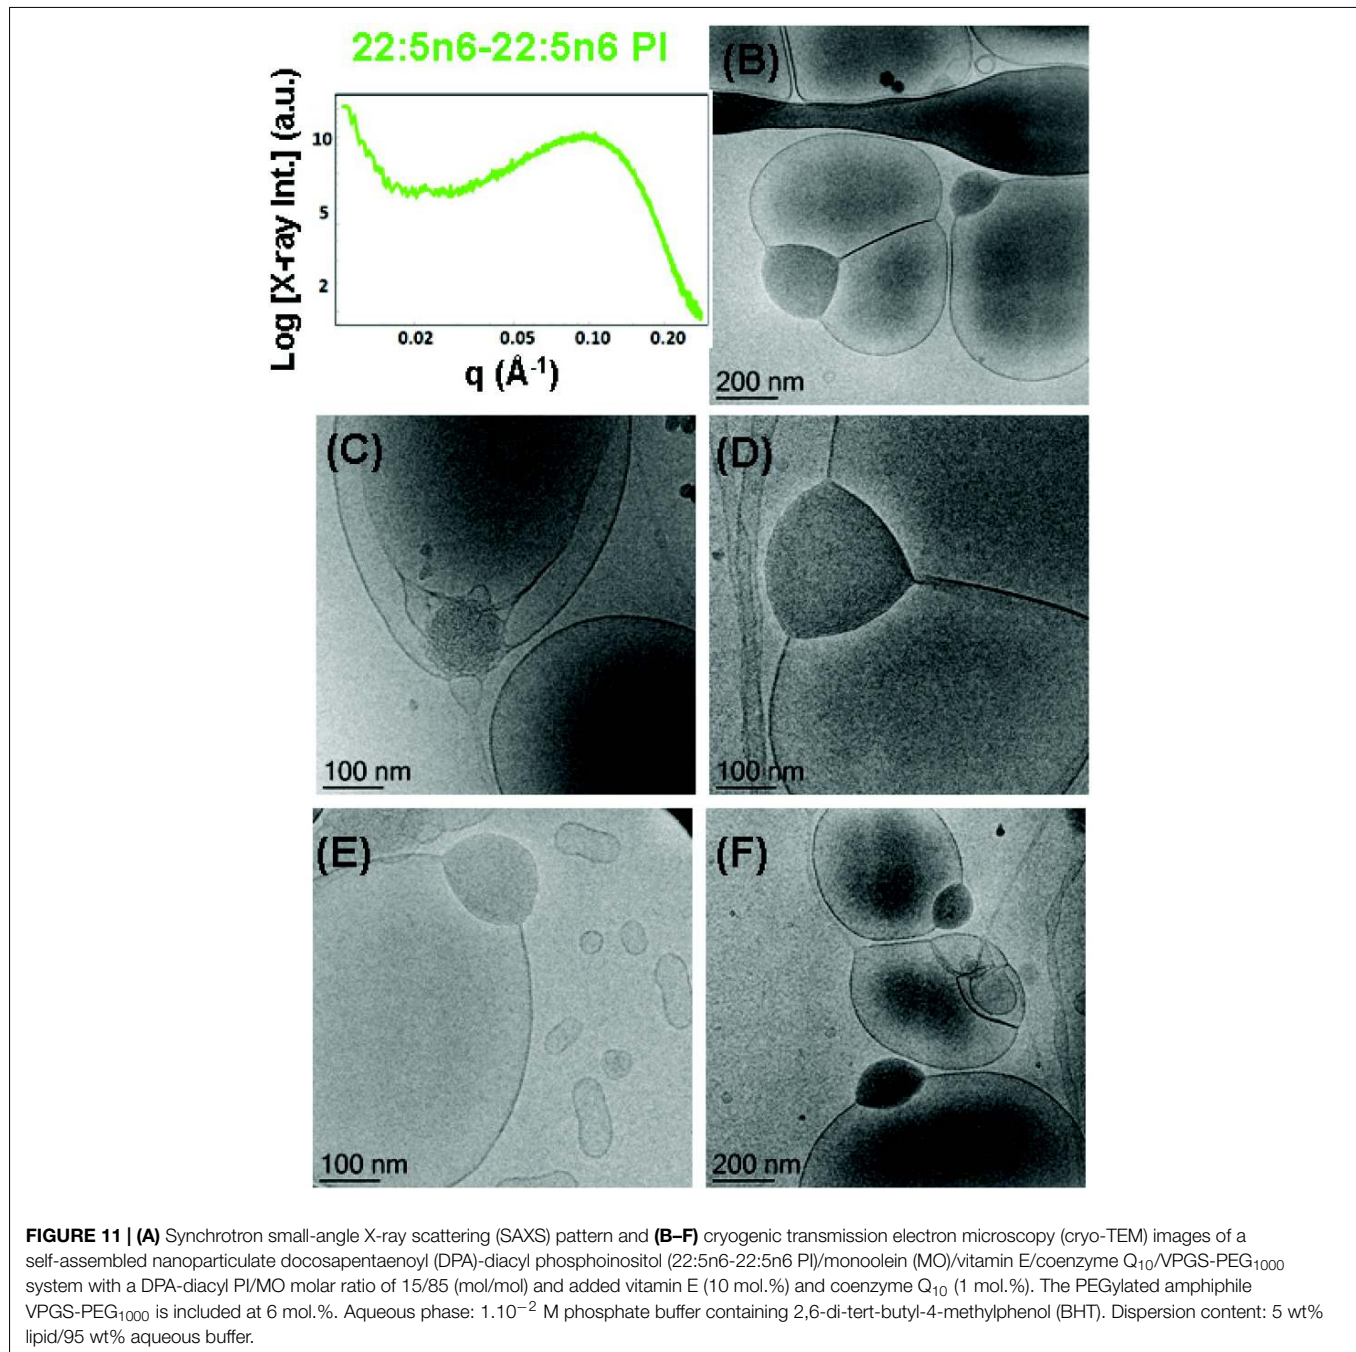 22:5n6-22:5n6 PI
Log [X-ray Int.] (a.u.)
10
5
2
0.02 0.05 0.10 0.20
q (Å-1)
(B)
200 nm
(C)
100 nm
(D)
100 nm
(E)
100 nm
(F)
200 nm
FIGURE 11 | (A) Synchrotron small-angle X-ray scattering (SAXS) pattern and (B–F) cryogenic transmission electron microscopy (cryo-TEM) images of a
self-assembled nanoparticulate docosapentaenoyl (DPA)-diacyl phosphoinositol (22:5n6-22:5n6 PI)/monoolein (MO)/vitamin E/coenzyme Q10/VPGS-PEG1000
system with a DPA-diacyl PI/MO molar ratio of 15/85 (mol/mol) and added vitamin E (10 mol.%) and coenzyme Q10 (1 mol.%). The PEGylated amphiphile
VPGS-PEG1000 is included at 6 mol.%. Aqueous phase: 1.10−2 M phosphate buffer containing 2,6-di-tert-butyl-4-methylphenol (BHT). Dispersion content: 5 wt%
lipid/95 wt% aqueous buffer.